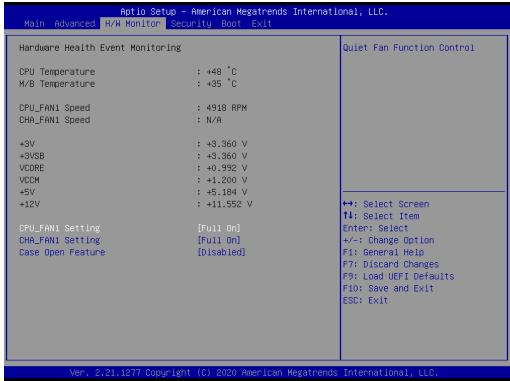 Aptio Setup - American Megatrends International, LLC.
Main Advanced H/W Monitor Security Boot Exit
Hardware Health Event Monitoring
CPU Temperature : +48 °C
M/B Temperature : +35 °C
CPU_FAN1 Speed : 4918 RPM
CHA_FAN1 Speed : N/A
+3V : +3.360 V
+3VSB : +3.360 V
VCORE : +0.992 V
VCCM : +1.200 V
+5V : +5.184 V
+12V : +11.552 V
CPU_FAN1 Setting [Full On]
CHA_FAN1 Setting [Full On]
Case Open Feature [Disabled]
Quiet Fan Function Control
↔: Select Screen
↑↓: Select Item
Enter: Select
+/-: Change Option
F1: General Help
F7: Discard Changes
F9: Load UEFI Defaults
F10: Save and Exit
ESC: Exit
Ver. 2.21.1277 Copyright (C) 2020 American Megatrends International, LLC.